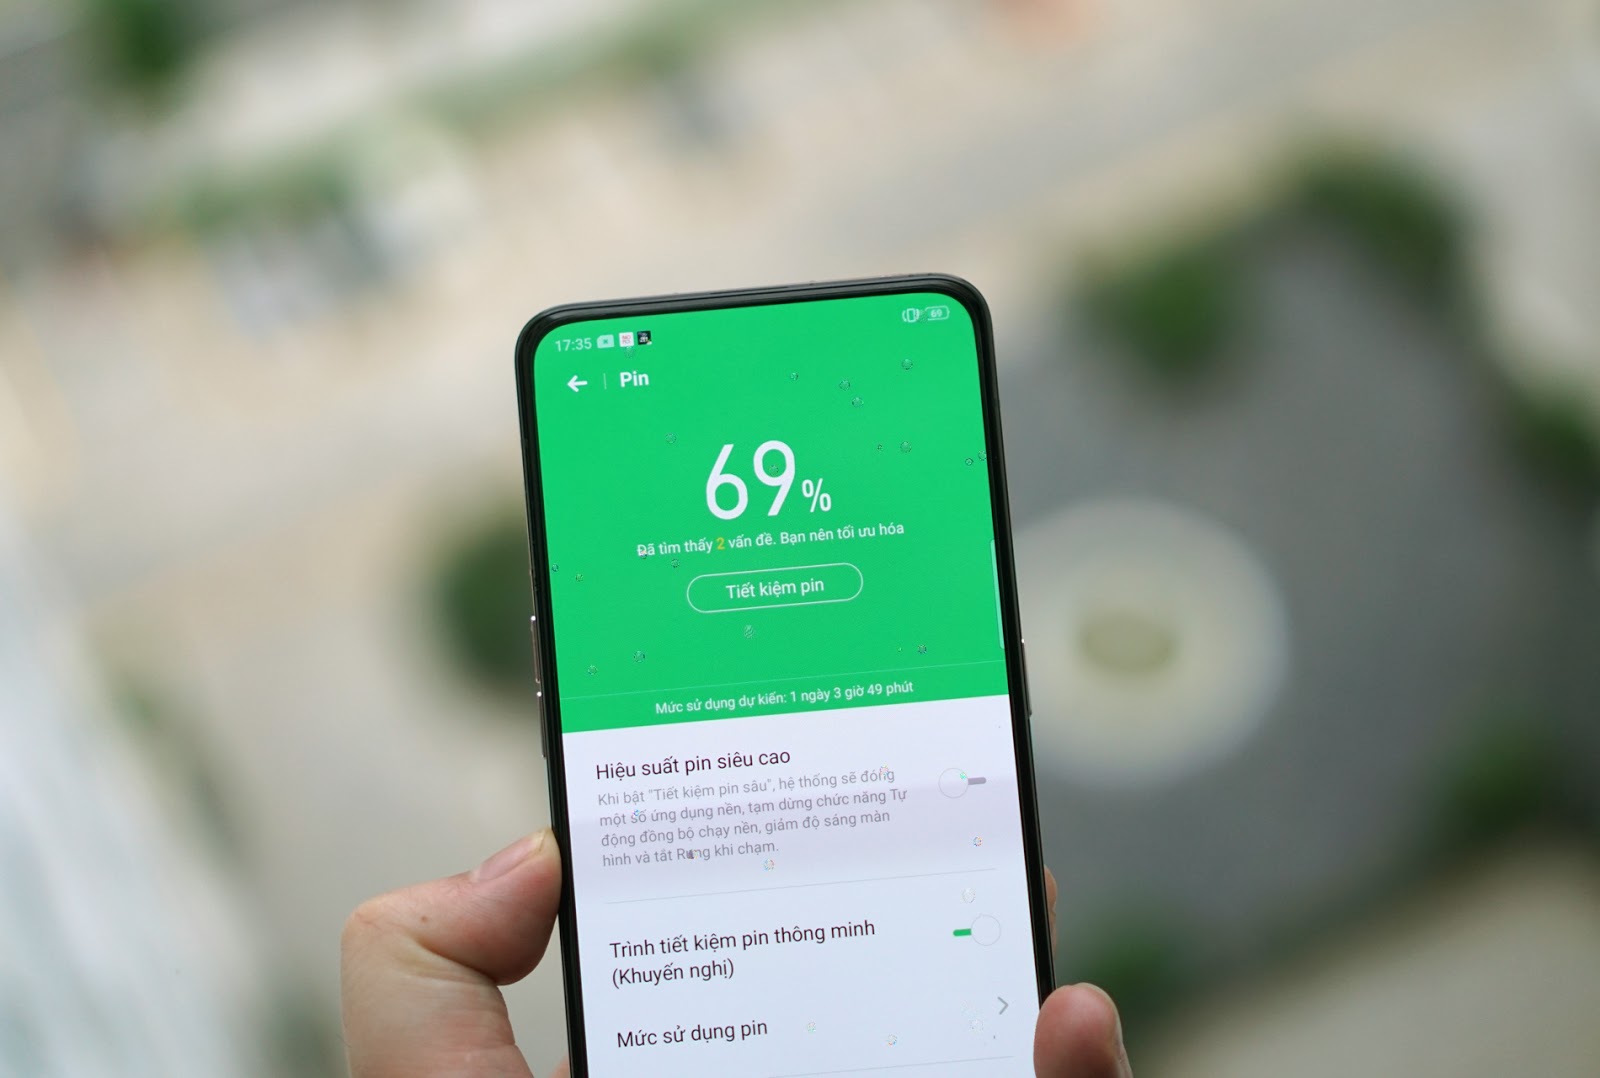 17:35
69
Pin
69%
Đã tìm thấy 2 vấn đề. Bạn nên tối ưu hóa
Tiết kiệm pin
Mức sử dụng dự kiến: 1 ngày 3 giờ 49 phút
Hiệu suất pin siêu cao
Khi bật "Tiết kiệm pin sâu", hệ thống sẽ đóng
một số ứng dụng nền, tạm dừng chức năng Tự
động đồng bộ chạy nền, giảm độ sáng màn
hình và tắt Rung khi chạm.
Trình tiết kiệm pin thông minh
(Khuyến nghị)
Mức sử dụng pin